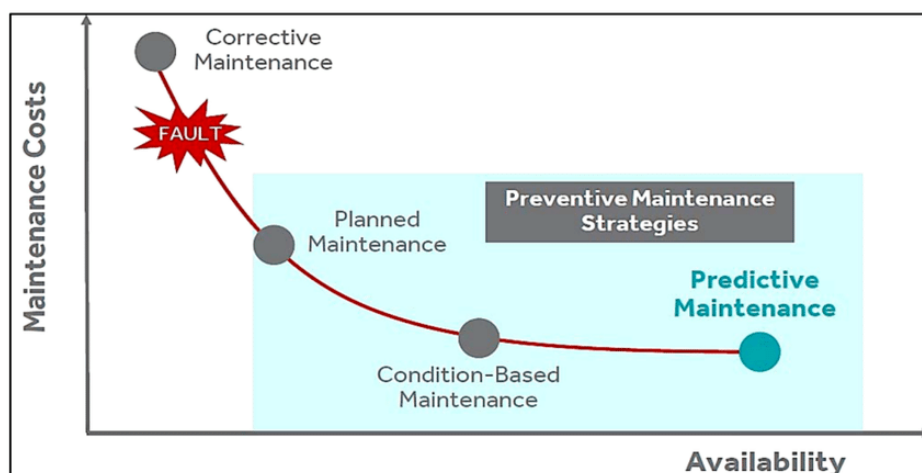 Corrective
Maintenance
FAULT
Maintenance Costs
Preventive Maintenance
Strategies
Planned
Maintenance
Predictive
Maintenance
Condition-Based
Maintenance
Availability